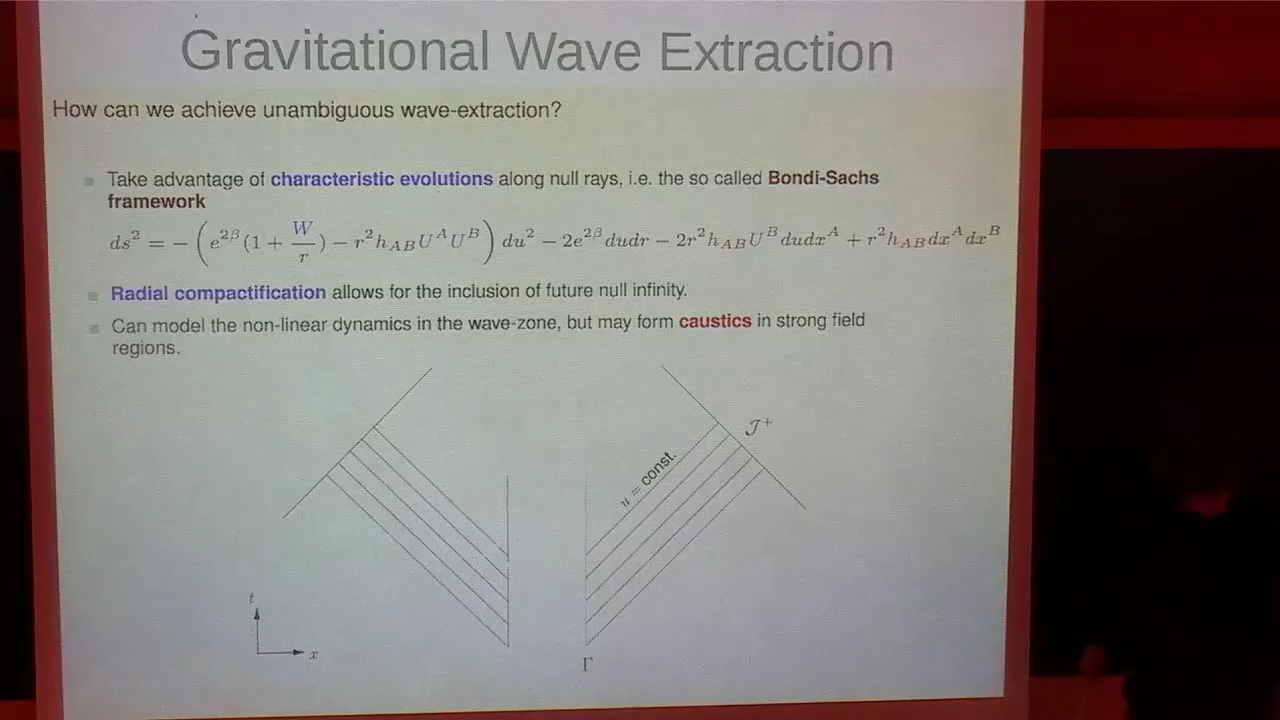 Gravitational Wave Extraction
How can we achieve unambiguous wave-extraction?
Take advantage of characteristic evolutions along null rays, i.e. the so called Bondi-Sachs
framework
ds² = − (e^{2β}(1 + W/r) − r²h_{AB}U^AU^B) du² − 2e^{2β}dudr − 2r²h_{AB}U^Bdudx^A + r²h_{AB}dx^Adx^B
Radial compactification allows for the inclusion of future null infinity.
Can model the non-linear dynamics in the wave-zone, but may form caustics in strong field
regions.
𝒥⁺
u = const.
t
x
Γ